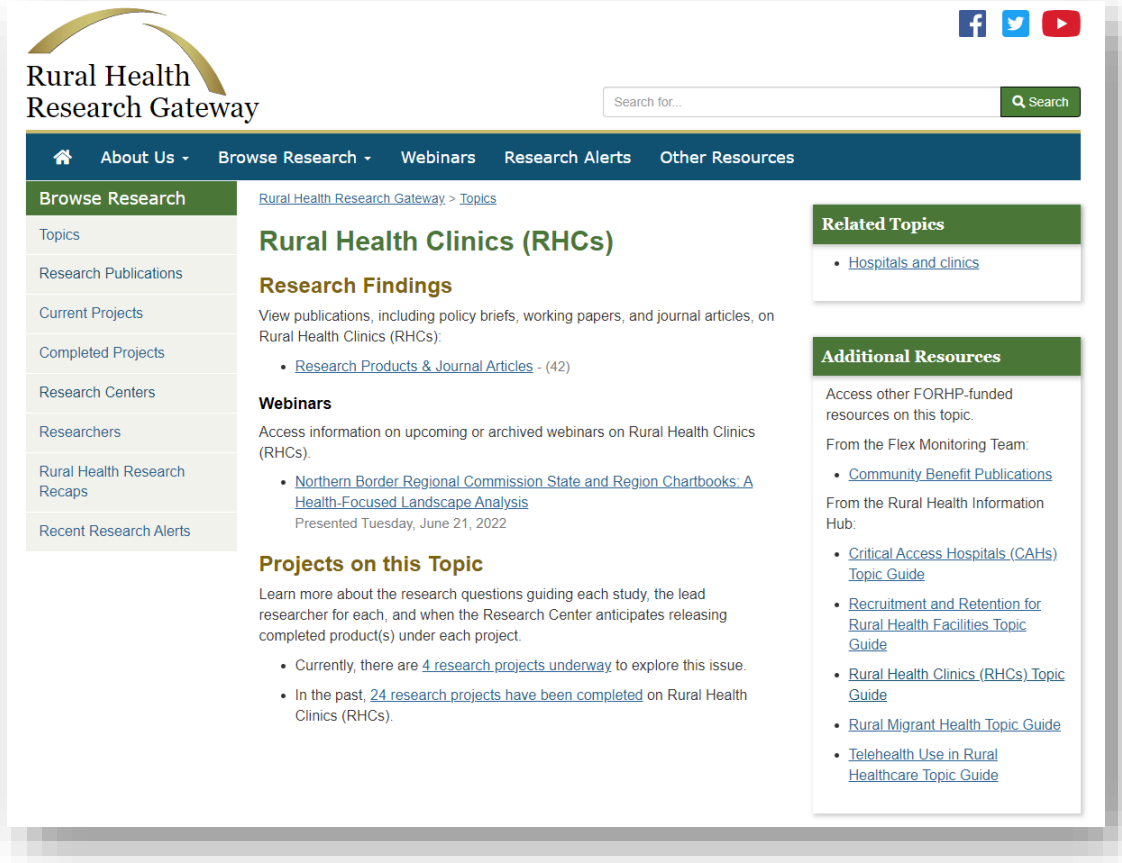 Rural Health
Research Gateway
Search for...
Search
About Us
Browse Research
Webinars
Research Alerts
Other Resources
Browse Research
Topics
Research Publications
Current Projects
Completed Projects
Research Centers
Researchers
Rural Health Research
Recaps
Recent Research Alerts
Rural Health Research Gateway > Topics
Rural Health Clinics (RHCs)
Research Findings
View publications, including policy briefs, working papers, and journal articles, on
Rural Health Clinics (RHCs):
• Research Products & Journal Articles - (42)
Webinars
Access information on upcoming or archived webinars on Rural Health Clinics
(RHCs).
• Northern Border Regional Commission State and Region Chartbooks: A
Health-Focused Landscape Analysis
Presented Tuesday, June 21, 2022
Projects on this Topic
Learn more about the research questions guiding each study, the lead
researcher for each, and when the Research Center anticipates releasing
completed product(s) under each project.
• Currently, there are 4 research projects underway to explore this issue.
• In the past, 24 research projects have been completed on Rural Health
Clinics (RHCs).
Related Topics
• Hospitals and clinics
Additional Resources
Access other FORHP-funded
resources on this topic.
From the Flex Monitoring Team:
• Community Benefit Publications
From the Rural Health Information
Hub:
• Critical Access Hospitals (CAHs)
Topic Guide
• Recruitment and Retention for
Rural Health Facilities Topic
Guide
• Rural Health Clinics (RHCs) Topic
Guide
• Rural Migrant Health Topic Guide
• Telehealth Use in Rural
Healthcare Topic Guide